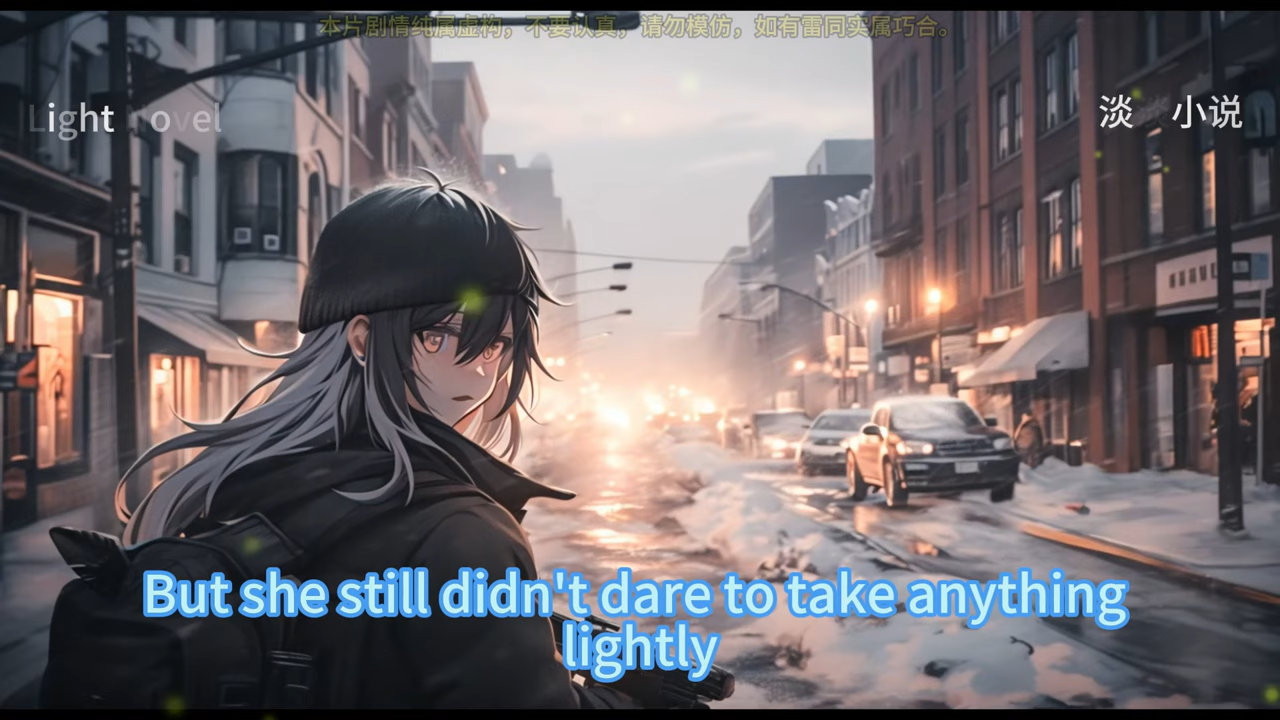 本片剧情纯属虚构，不要认真，请勿模仿，如有雷同实属巧合。
Light novel
淡 小说
But she still didn't dare to take anything
lightly